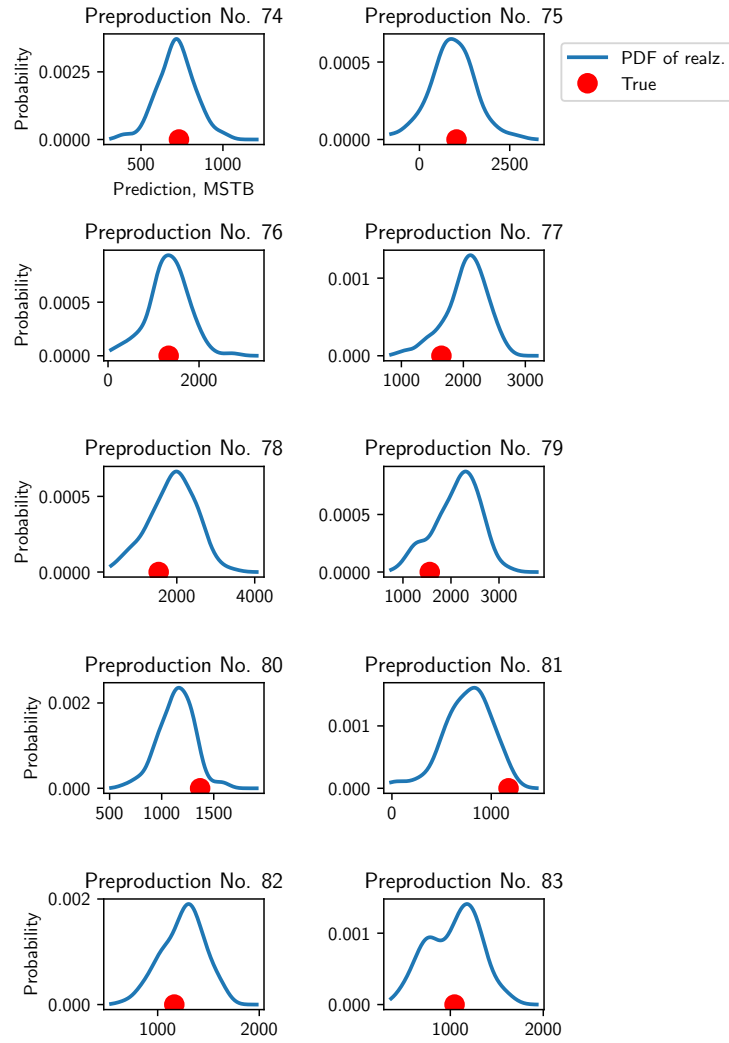 Preproduction No. 74
Probability
0.0025
0.0000
500
1000
Prediction, MSTB
Preproduction No. 75
0.0005
0.0000
0
2500
PDF of realz.
True
Preproduction No. 76
Probability
0.0005
0.0000
0
2000
Preproduction No. 77
0.001
0.000
1000
2000
3000
Preproduction No. 78
Probability
0.0005
0.0000
2000
4000
Preproduction No. 79
0.0005
0.0000
1000
2000
3000
Preproduction No. 80
Probability
0.002
0.000
500
1000
1500
Preproduction No. 81
0.001
0.000
0
1000
Preproduction No. 82
Probability
0.002
0.000
1000
2000
Preproduction No. 83
0.001
0.000
1000
2000